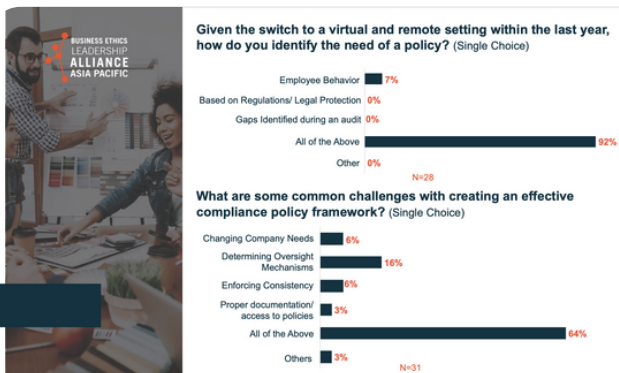 BUSINESS ETHICS
LEADERSHIP
ALLIANCE
ASIA PACIFIC
Given the switch to a virtual and remote setting within the last year,
how do you identify the need of a policy? (Single Choice)
Employee Behavior 7%
Based on Regulations/ Legal Protection 0%
Gaps Identified during an audit 0%
All of the Above 92%
Other 0%
N=28
What are some common challenges with creating an effective
compliance policy framework? (Single Choice)
Changing Company Needs 6%
Determining Oversight
Mechanisms 16%
Enforcing Consistency 6%
Proper documentation/
access to policies 3%
All of the Above 64%
Others 3%
N=31